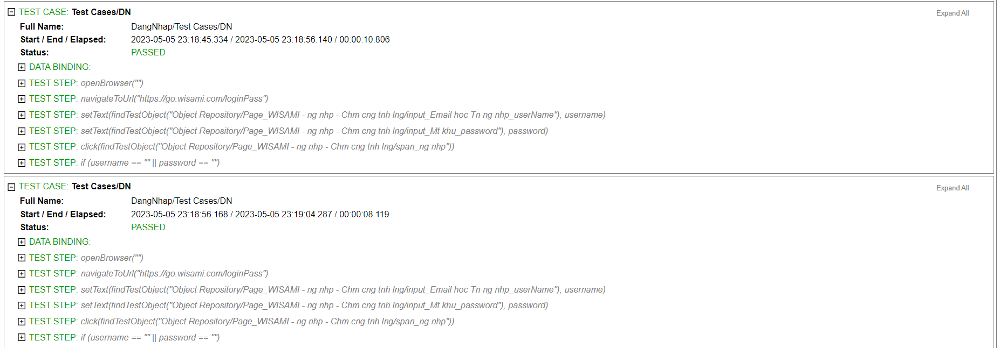 TEST CASE: Test Cases/DN
Expand All
Full Name: DangNhap/Test Cases/DN
Start / End / Elapsed: 2023-05-05 23:18:45.334 / 2023-05-05 23:18:56.140 / 00:00:10.806
Status: PASSED
DATA BINDING:
TEST STEP: openBrowser("")
TEST STEP: navigateToUrl("https://go.wisami.com/loginPass")
TEST STEP: setText(findTestObject("Object Repository/Page_WISAMI - ng nhp - Chm cng tnh lng/input_Email hoc Tn ng nhp_userName"), username)
TEST STEP: setText(findTestObject("Object Repository/Page_WISAMI - ng nhp - Chm cng tnh lng/input_Mt khu_password"), password)
TEST STEP: click(findTestObject("Object Repository/Page_WISAMI - ng nhp - Chm cng tnh lng/span_ng nhp"))
TEST STEP: if (username == "" || password == "")
TEST CASE: Test Cases/DN
Expand All
Full Name: DangNhap/Test Cases/DN
Start / End / Elapsed: 2023-05-05 23:18:56.168 / 2023-05-05 23:19:04.287 / 00:00:08.119
Status: PASSED
DATA BINDING:
TEST STEP: openBrowser("")
TEST STEP: navigateToUrl("https://go.wisami.com/loginPass")
TEST STEP: setText(findTestObject("Object Repository/Page_WISAMI - ng nhp - Chm cng tnh lng/input_Email hoc Tn ng nhp_userName"), username)
TEST STEP: setText(findTestObject("Object Repository/Page_WISAMI - ng nhp - Chm cng tnh lng/input_Mt khu_password"), password)
TEST STEP: click(findTestObject("Object Repository/Page_WISAMI - ng nhp - Chm cng tnh lng/span_ng nhp"))
TEST STEP: if (username == "" || password == "")